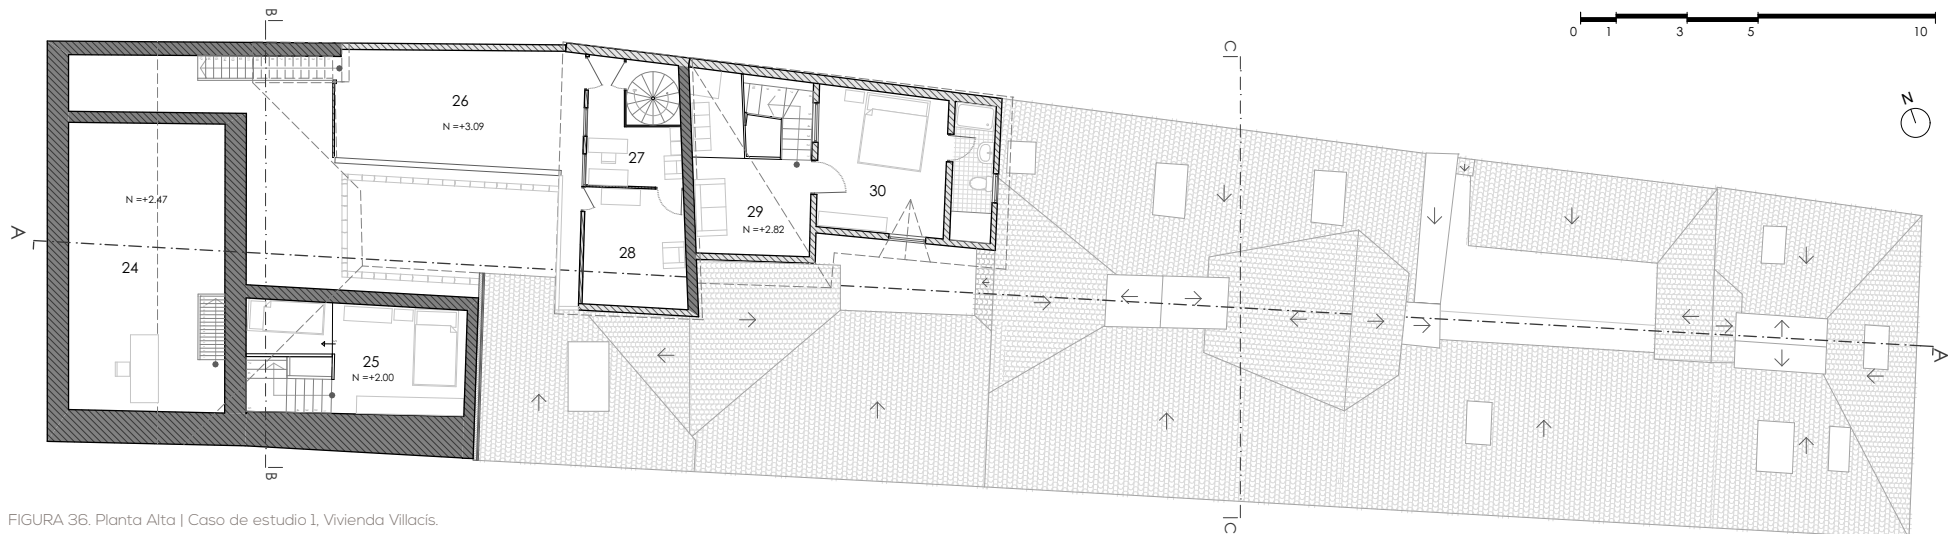 B
C
0 1 3 5 10
N
26
N =+3.09
27
30
N =+2.47
29
N =+2.82
A
24
28
A
25
N =+2.00
B
C
FIGURA 36. Planta Alta | Caso de estudio 1, Vivienda Villacís.